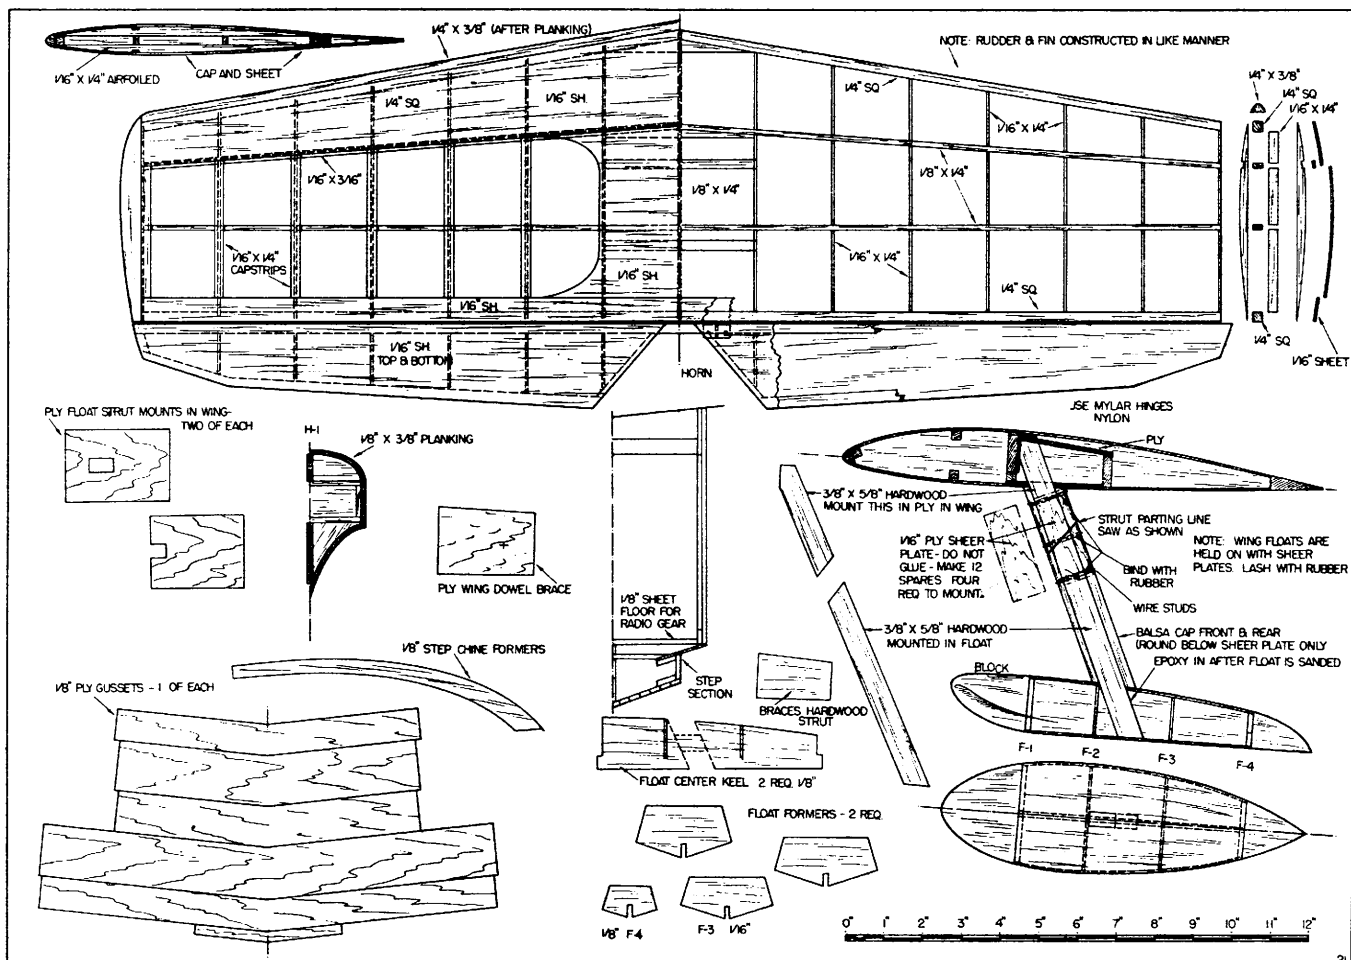 1/4" X 3/8" (AFTER PLANKING)
NOTE: RUDDER & FIN CONSTRUCTED IN LIKE MANNER
1/16" X 1/4" AIRFOILED
CAP AND SHEET
1/4" SQ
1/16" SH.
1/4" SQ
1/16" X 1/4"
1/4" X 3/8"
1/4" SQ
1/16" X 1/4"
1/16" X 3/16"
1/8" X 1/4"
1/8" X 1/4"
1/16" X 1/4"
CAPSTRIPS
1/16" X 1/4"
1/16" SH.
1/16" SH.
1/4" SQ
1/4" SQ
1/16" SHEET
1/16" SH.
TOP & BOTTOM
HORN
PLY FLOAT STRUT MOUNTS IN WING-
TWO OF EACH
H-1
1/8" X 3/8" PLANKING
USE MYLAR HINGES
NYLON
PLY
3/8" X 5/8" HARDWOOD
MOUNT THIS IN PLY IN WING
STRUT PARTING LINE
SAW AS SHOWN
1/16" PLY SHEER
PLATE - DO NOT
GLUE - MAKE 12
SPARES FOUR
REQ TO MOUNT.
NOTE: WING FLOATS ARE
HELD ON WITH SHEER
PLATES. LASH WITH RUBBER
BIND WITH
RUBBER
WIRE STUDS
PLY WING DOWEL BRACE
1/8" SHEET
FLOOR FOR
RADIO GEAR
3/8" X 5/8" HARDWOOD
MOUNTED IN FLOAT
BALSA CAP FRONT & REAR
(ROUND BELOW SHEER PLATE ONLY
EPOXY IN AFTER FLOAT IS SANDED
1/8" STEP CHINE FORMERS
STEP
SECTION
BLOCK
1/8" PLY GUSSETS - 1 OF EACH
BRACES HARDWOOD
STRUT
F-1
F-2
F-3
F-4
FLOAT CENTER KEEL 2 REQ. 1/8"
FLOAT FORMERS - 2 REQ.
1/8" F-4
F-3 1/16"
0" 1" 2" 3" 4" 5" 6" 7" 8" 9" 10" 11" 12"